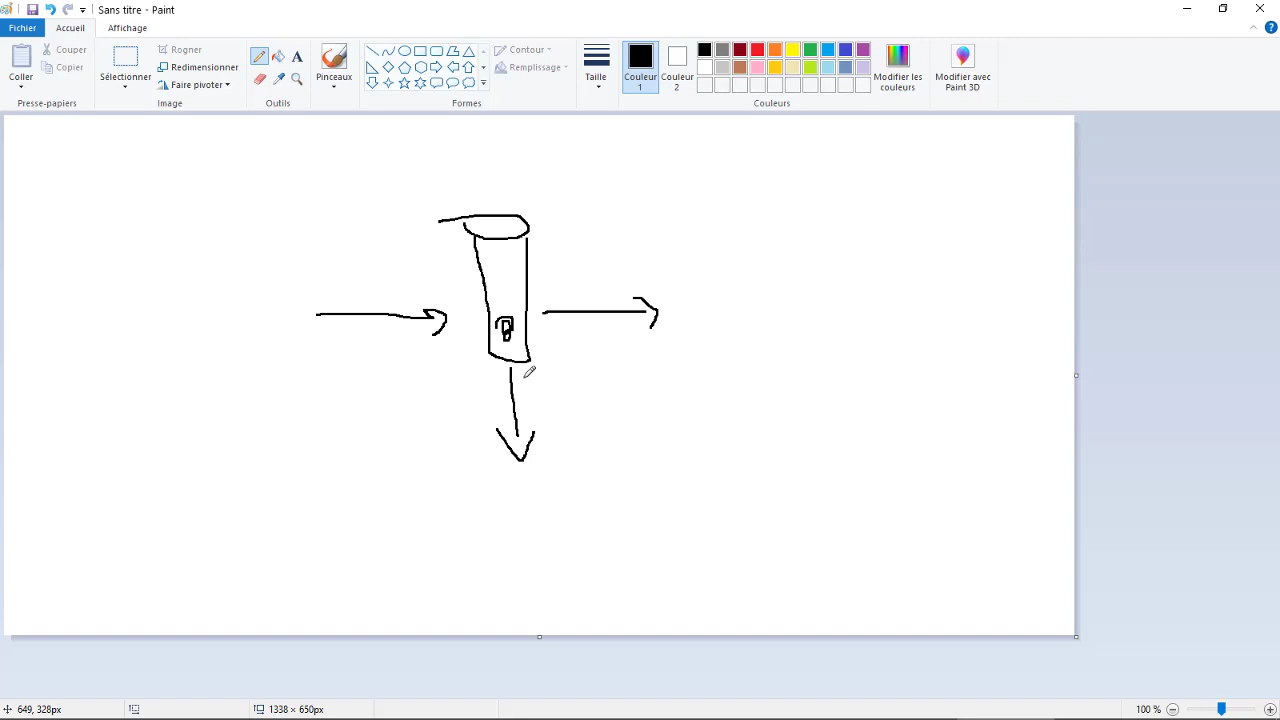 Sans titre - Paint
Fichier Accueil Affichage
Coller
Couper
Copier
Presse-papiers
Sélectionner
Rogner
Redimensionner
Faire pivoter
Image
Outils
Pinceaux
Contour
Remplissage
Formes
Taille
Couleur 1
Couleur 2
Couleurs
Modifier les couleurs
Modifier avec Paint 3D
649, 328px
1338 × 650px
100 %